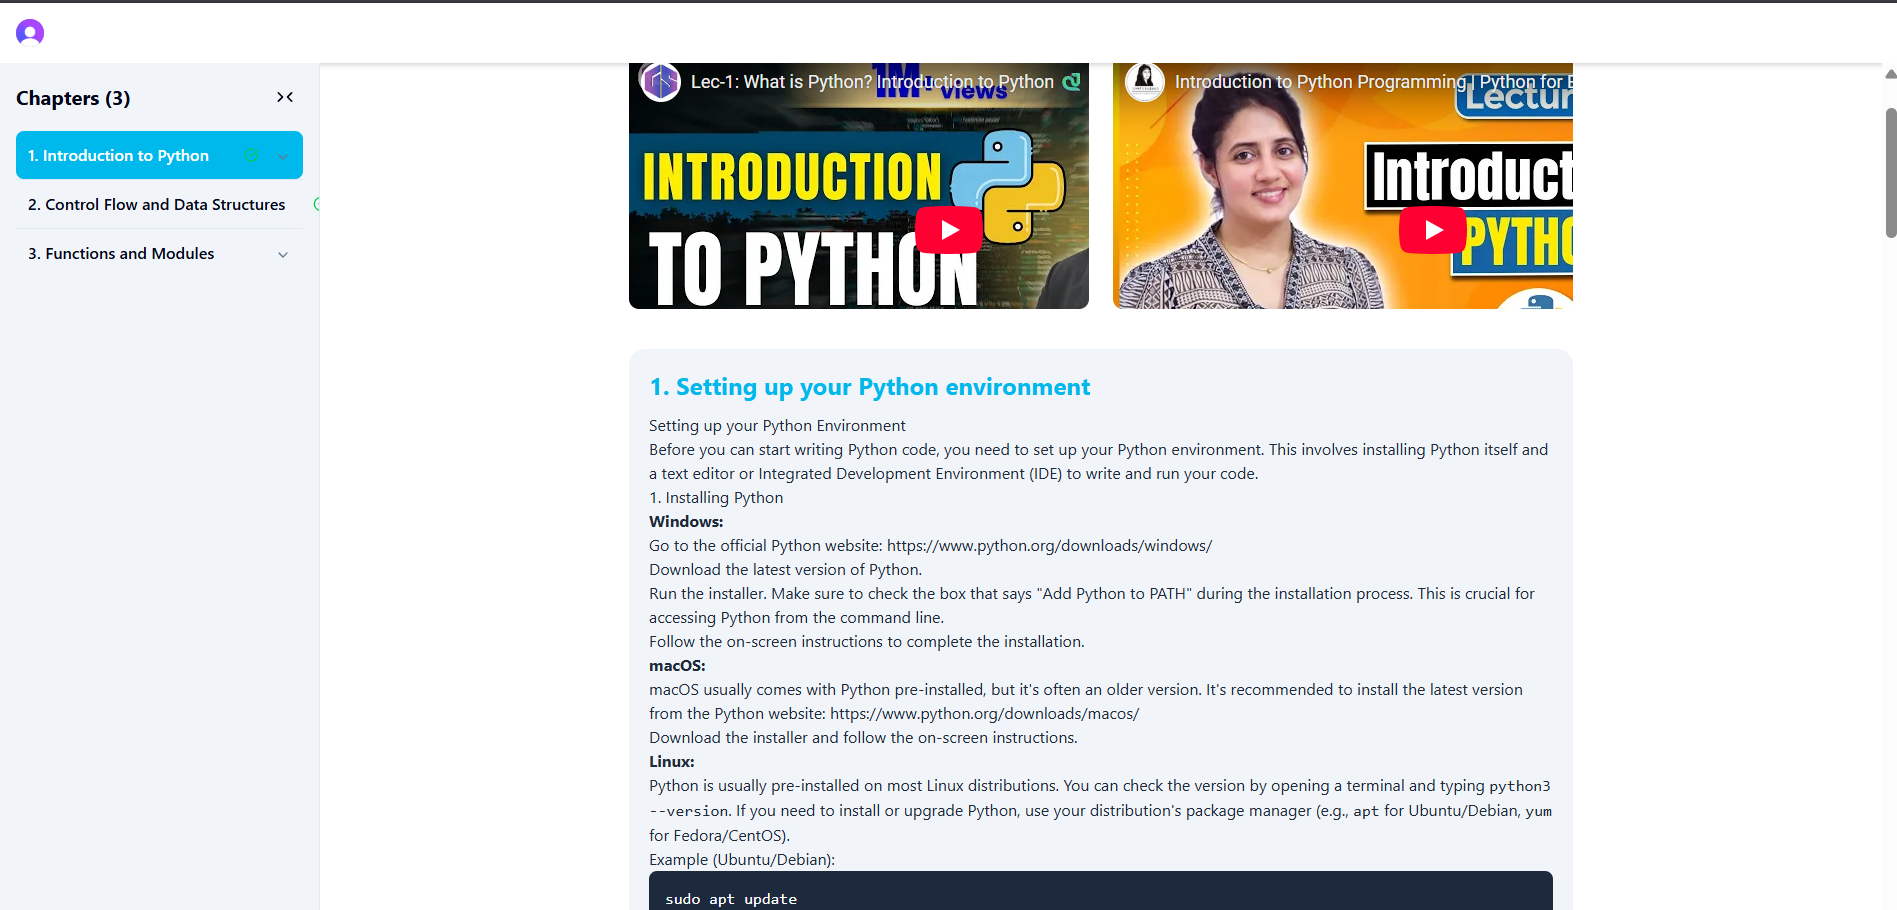 Chapters (3)
1. Introduction to Python
2. Control Flow and Data Structures
3. Functions and Modules
Lec-1: What is Python? Introduction to Python
1M+
views
INTRODUCTION
TO PYTHON
Introduction to Python Programming | Python for B
Lectur
Introduct
PYTHO
1. Setting up your Python environment
Setting up your Python Environment
Before you can start writing Python code, you need to set up your Python environment. This involves installing Python itself and
a text editor or Integrated Development Environment (IDE) to write and run your code.
1. Installing Python
Windows:
Go to the official Python website: https://www.python.org/downloads/windows/
Download the latest version of Python.
Run the installer. Make sure to check the box that says "Add Python to PATH" during the installation process. This is crucial for
accessing Python from the command line.
Follow the on-screen instructions to complete the installation.
macOS:
macOS usually comes with Python pre-installed, but it's often an older version. It's recommended to install the latest version
from the Python website: https://www.python.org/downloads/macos/
Download the installer and follow the on-screen instructions.
Linux:
Python is usually pre-installed on most Linux distributions. You can check the version by opening a terminal and typing python3
--version. If you need to install or upgrade Python, use your distribution's package manager (e.g., apt for Ubuntu/Debian, yum
for Fedora/CentOS).
Example (Ubuntu/Debian):
sudo apt update